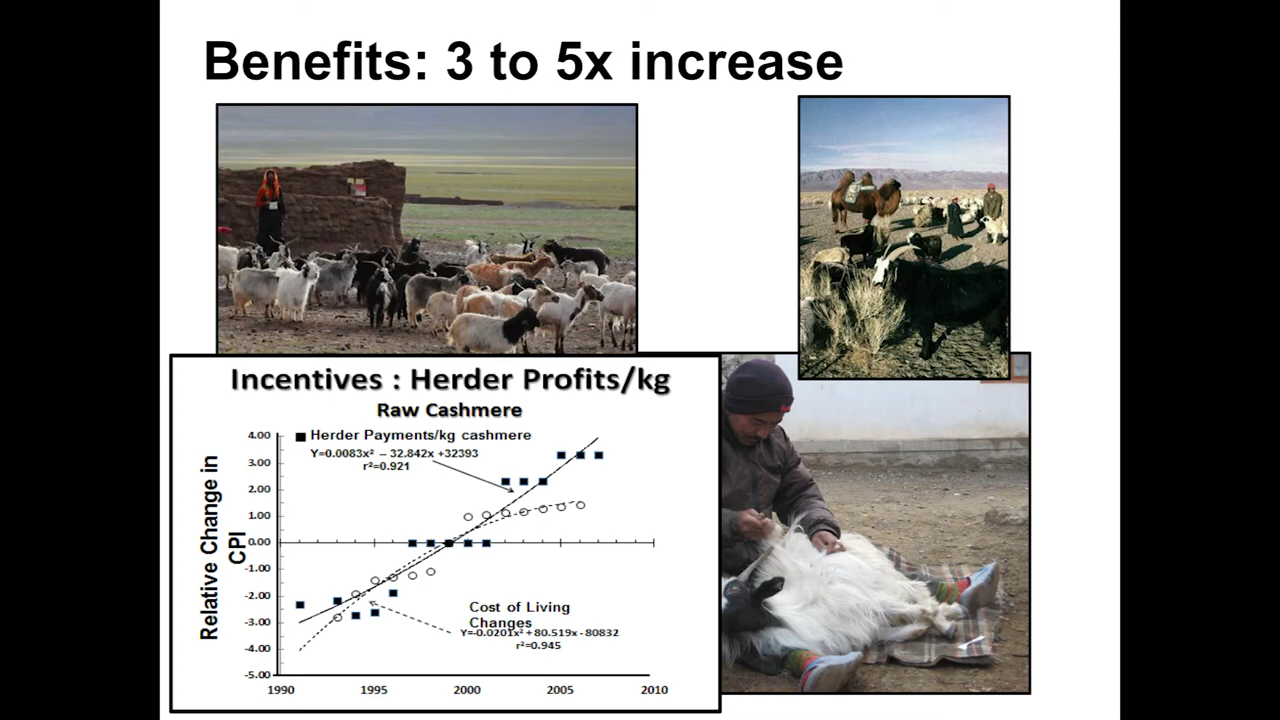 Benefits: 3 to 5x increase
Incentives : Herder Profits/kg
Raw Cashmere
Herder Payments/kg cashmere
Y=0.0083x² – 32.842x +32393
r²=0.921
Relative Change in
CPI
4.00
3.00
2.00
1.00
0.00
-1.00
-2.00
-3.00
-4.00
-5.00
Cost of Living
Changes
Y=-0.0201x² + 80.519x - 80832
r²=0.945
1990 1995 2000 2005 2010